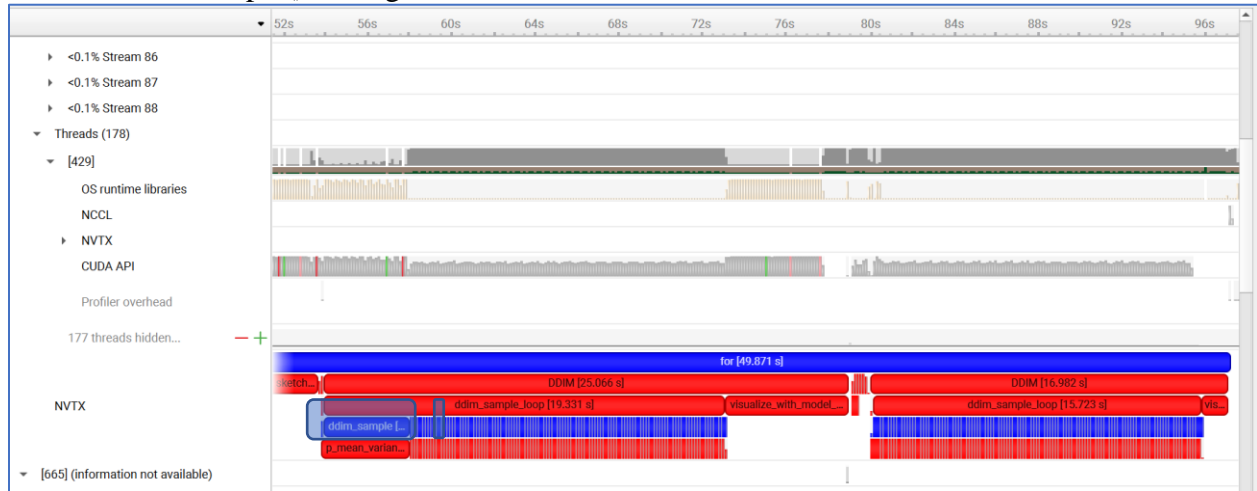 52s 56s 60s 64s 68s 72s 76s 80s 84s 88s 92s 96s
<0.1% Stream 86
<0.1% Stream 87
<0.1% Stream 88
Threads (178)
[429]
OS runtime libraries
NCCL
NVTX
CUDA API
Profiler overhead
177 threads hidden... − +
for [49.871 s]
sketch... DDIM [25.066 s] DDIM [16.982 s]
NVTX ddim_sample_loop [19.331 s] visualize_with_model_... ddim_sample_loop [15.723 s] vis...
ddim_sample [...
p_mean_varian...
[665] (information not available)